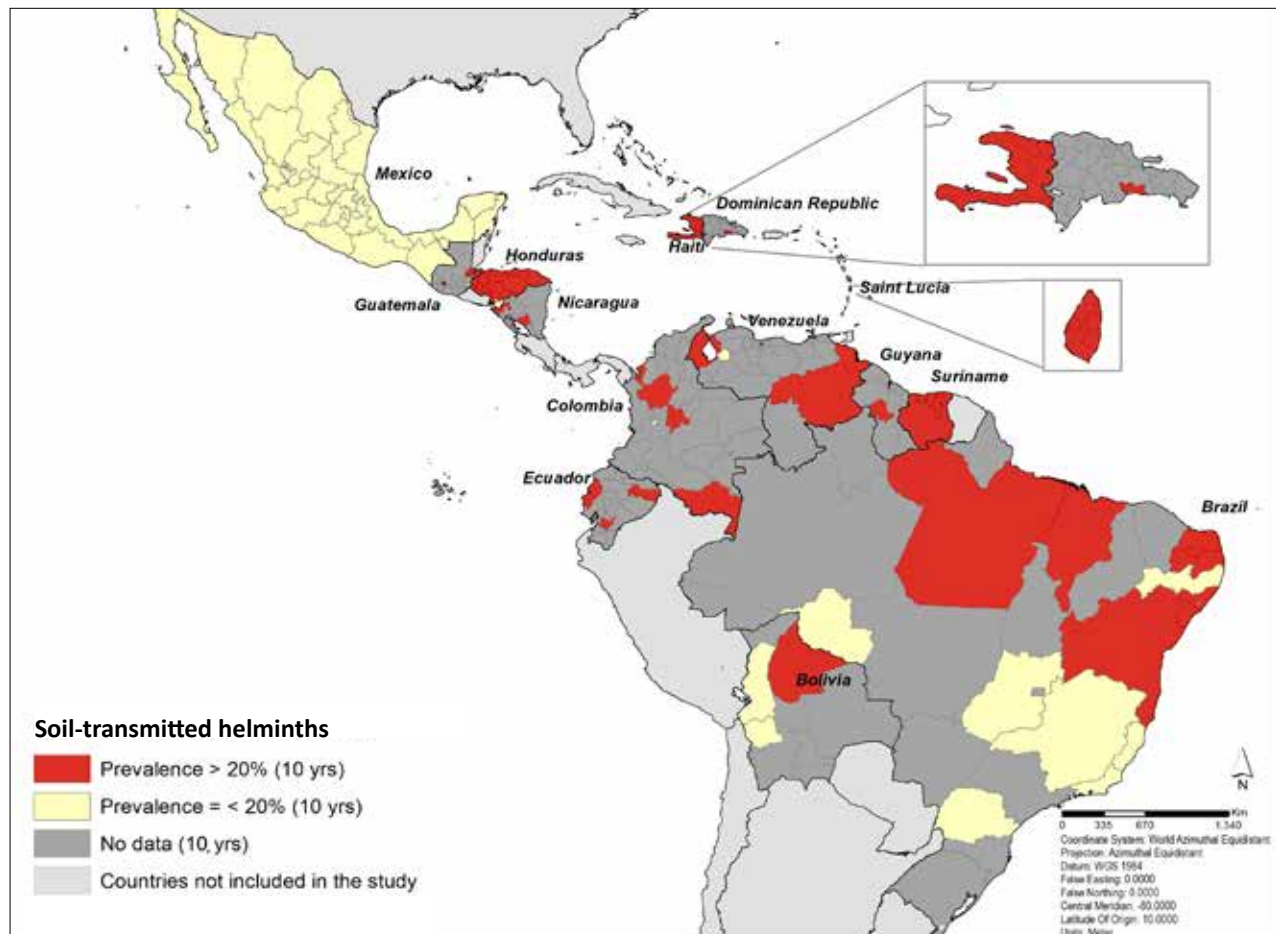 Mexico
Dominican Republic
Haiti
Honduras
Guatemala
Nicaragua
Saint Lucia
Venezuela
Guyana
Suriname
Colombia
Ecuador
Brazil
Bolivia
Soil-transmitted helminths
Prevalence > 20% (10 yrs)
Prevalence = < 20% (10 yrs)
No data (10, yrs)
Countries not included in the study
N
Km
0 335 670 1.340
Coordinate System: World Azimuthal Equidistant
Projection: Azimuthal Equidistant
Datum: WGS 1984
False Easting: 0.0000
False Northing: 0.0000
Central Meridian: -80.0000
Latitude Of Origin: 10.0000
Units: Meter